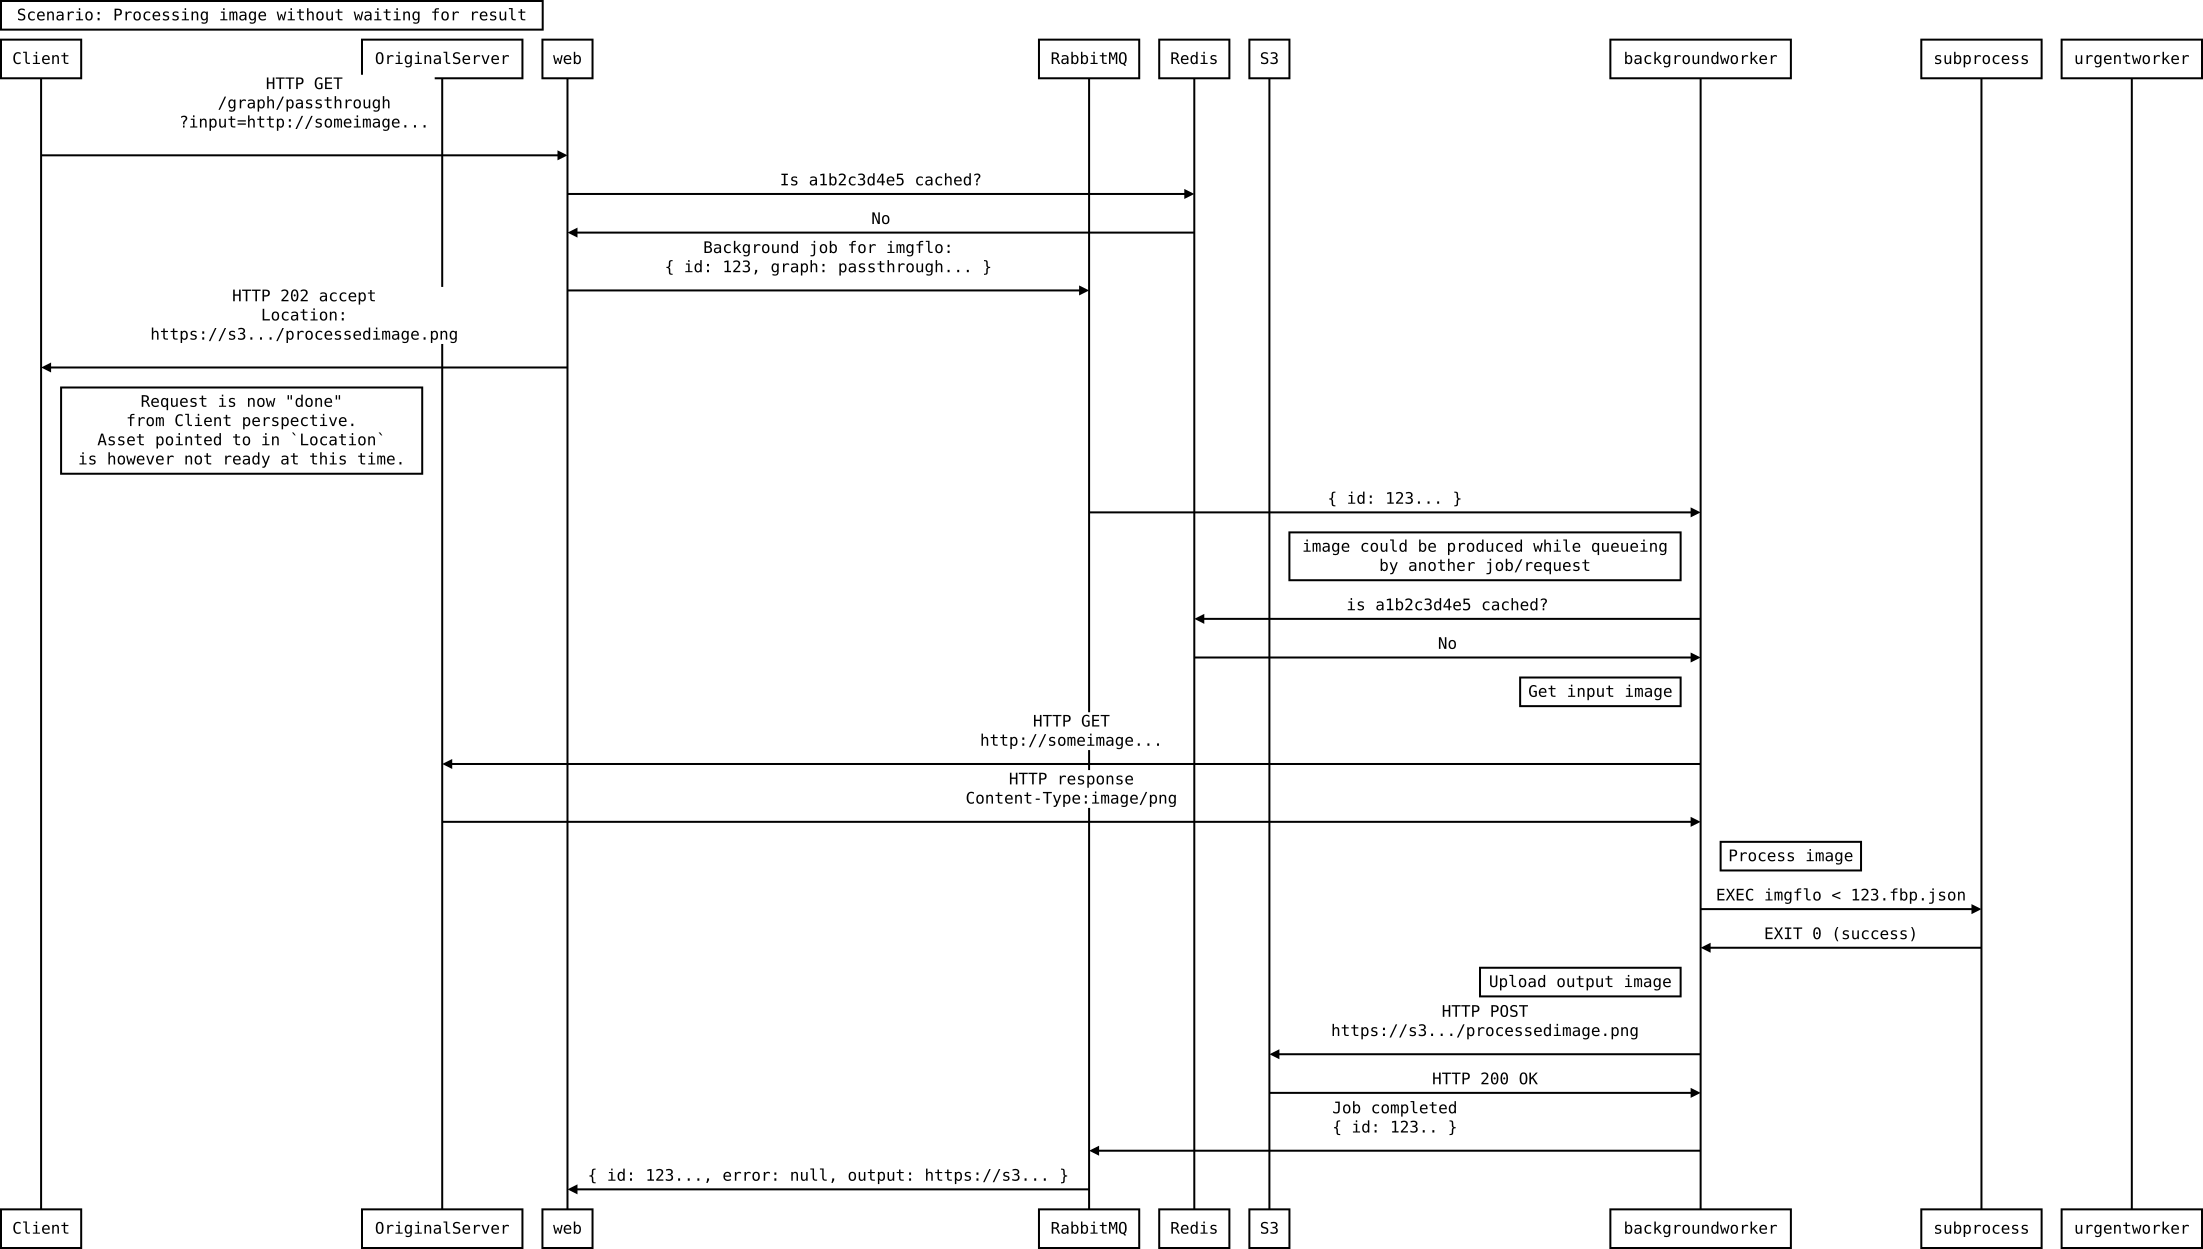 Scenario: Processing image without waiting for result
Client
OriginalServer
web
RabbitMQ
Redis
S3
backgroundworker
subprocess
urgentworker
HTTP GET
/graph/passthrough
?input=http://someimage...
Is a1b2c3d4e5 cached?
No
Background job for imgflo:
{ id: 123, graph: passthrough... }
HTTP 202 accept
Location:
https://s3.../processedimage.png
Request is now "done"
from Client perspective.
Asset pointed to in `Location`
is however not ready at this time.
{ id: 123... }
image could be produced while queueing
by another job/request
is a1b2c3d4e5 cached?
No
Get input image
HTTP GET
http://someimage...
HTTP response
Content-Type:image/png
Process image
EXEC imgflo < 123.fbp.json
EXIT 0 (success)
Upload output image
HTTP POST
https://s3.../processedimage.png
HTTP 200 OK
Job completed
{ id: 123.. }
{ id: 123..., error: null, output: https://s3... }
Client
OriginalServer
web
RabbitMQ
Redis
S3
backgroundworker
subprocess
urgentworker